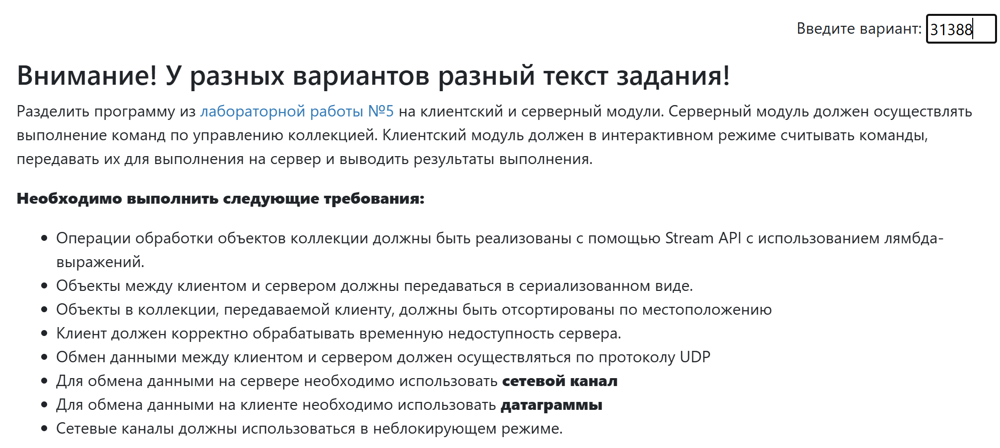 Введите вариант: 31388
Внимание! У разных вариантов разный текст задания!
Разделить программу из лабораторной работы №5 на клиентский и серверный модули. Серверный модуль должен осуществлять
выполнение команд по управлению коллекцией. Клиентский модуль должен в интерактивном режиме считывать команды,
передавать их для выполнения на сервер и выводить результаты выполнения.
Необходимо выполнить следующие требования:
• Операции обработки объектов коллекции должны быть реализованы с помощью Stream API с использованием лямбда-
выражений.
• Объекты между клиентом и сервером должны передаваться в сериализованном виде.
• Объекты в коллекции, передаваемой клиенту, должны быть отсортированы по местоположению
• Клиент должен корректно обрабатывать временную недоступность сервера.
• Обмен данными между клиентом и сервером должен осуществляться по протоколу UDP
• Для обмена данными на сервере необходимо использовать сетевой канал
• Для обмена данными на клиенте необходимо использовать датаграммы
• Сетевые каналы должны использоваться в неблокирующем режиме.